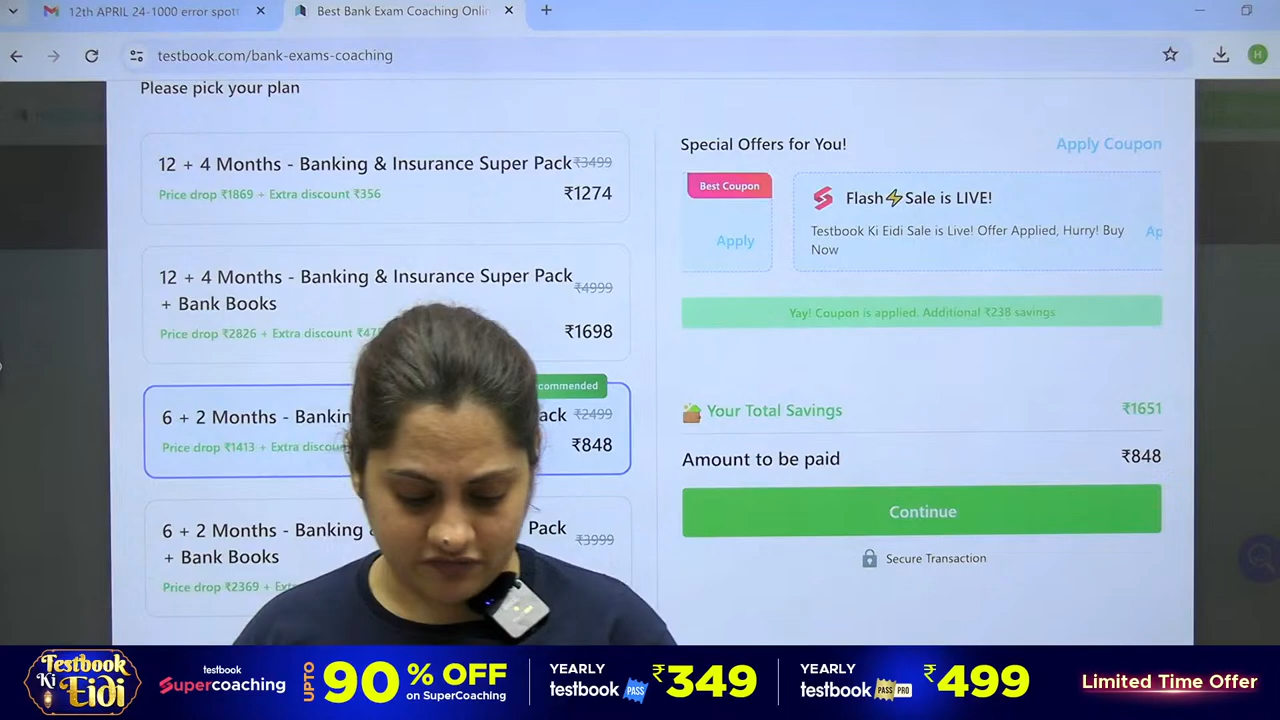 12th APRIL 24-1000 error spott
Best Bank Exam Coaching Onlin
testbook.com/bank-exams-coaching
H
Please pick your plan
12 + 4 Months - Banking & Insurance Super Pack ₹3499
Price drop ₹1869 + Extra discount ₹356 ₹1274
12 + 4 Months - Banking & Insurance Super Pack
+ Bank Books ₹4999
Price drop ₹2826 + Extra discount ₹47 ₹1698
commended
6 + 2 Months - Bankin ack ₹2499
Price drop ₹1413 + Extra discoun ₹848
6 + 2 Months - Banking Pack
+ Bank Books ₹3999
Price drop ₹2369 + Ext
Special Offers for You! Apply Coupon
Best Coupon
Apply
Flash⚡Sale is LIVE!
Testbook Ki Eidi Sale is Live! Offer Applied, Hurry! Buy
Now
Ap
Yay! Coupon is applied. Additional ₹238 savings
Your Total Savings ₹1651
Amount to be paid ₹848
Continue
Secure Transaction
Testbook
Ki
Eidi
testbook
Supercoaching
UPTO 90% OFF
on SuperCoaching
YEARLY
testbook PASS ₹349
YEARLY
testbook PASS PRO ₹499
Limited Time Offer